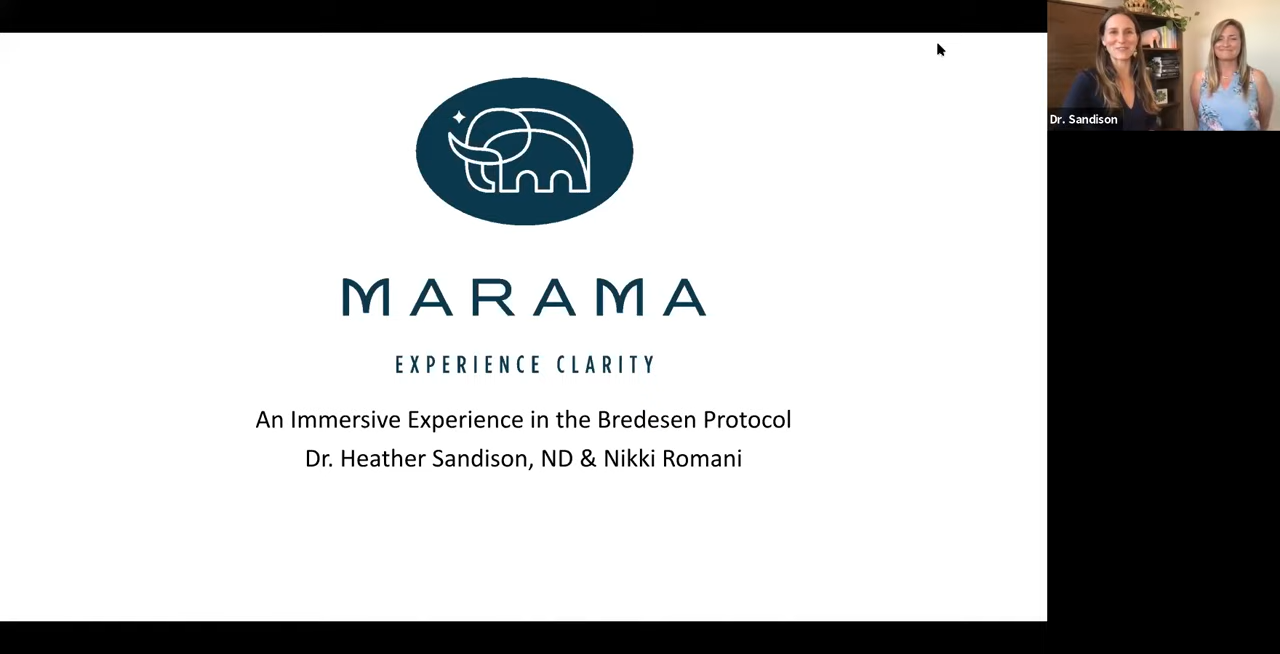 MARAMA
EXPERIENCE CLARITY
An Immersive Experience in the Bredesen Protocol
Dr. Heather Sandison, ND & Nikki Romani
Dr. Sandison